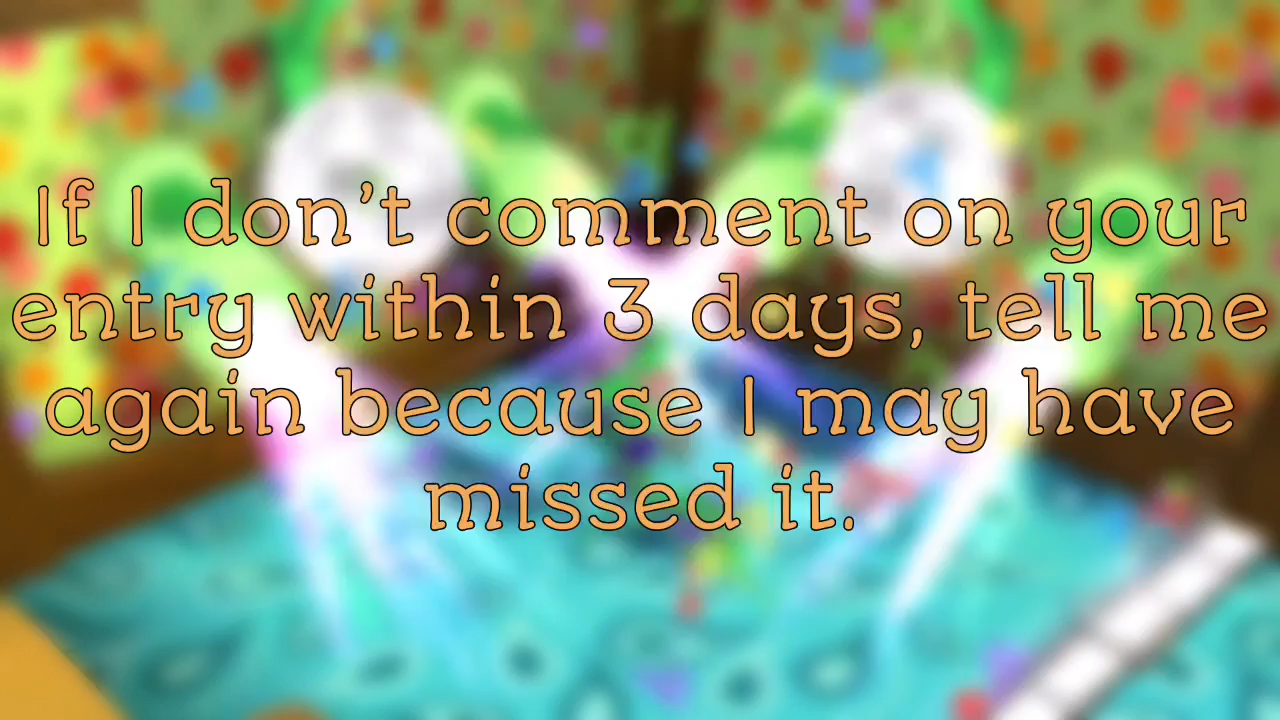 If I don't comment on your
entry within 3 days, tell me
again because I may have
missed it.